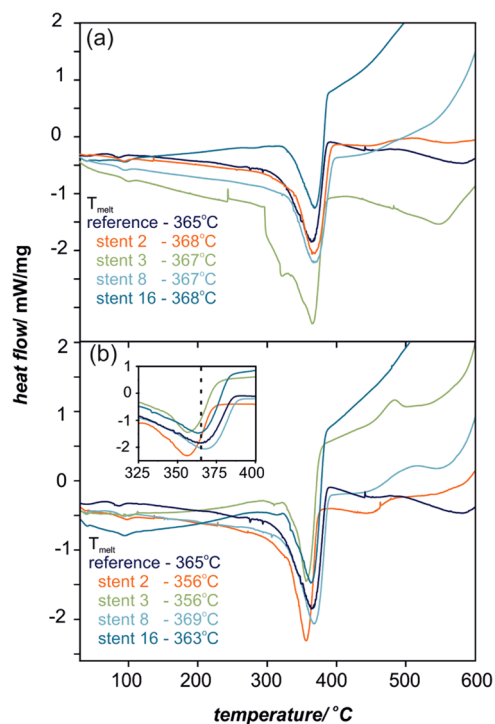 (a)
2
1
0
-1
-2
T melt
reference - 365°C
stent 2 - 368°C
stent 3 - 367°C
stent 8 - 367°C
stent 16 - 368°C
heat flow/ mW/mg
(b)
2
1
0
-1
-2
1
0
-1
-2
325 350 375 400
T melt
reference - 365°C
stent 2 - 356°C
stent 3 - 356°C
stent 8 - 369°C
stent 16 - 363°C
100 200 300 400 500 600
temperature/ °C